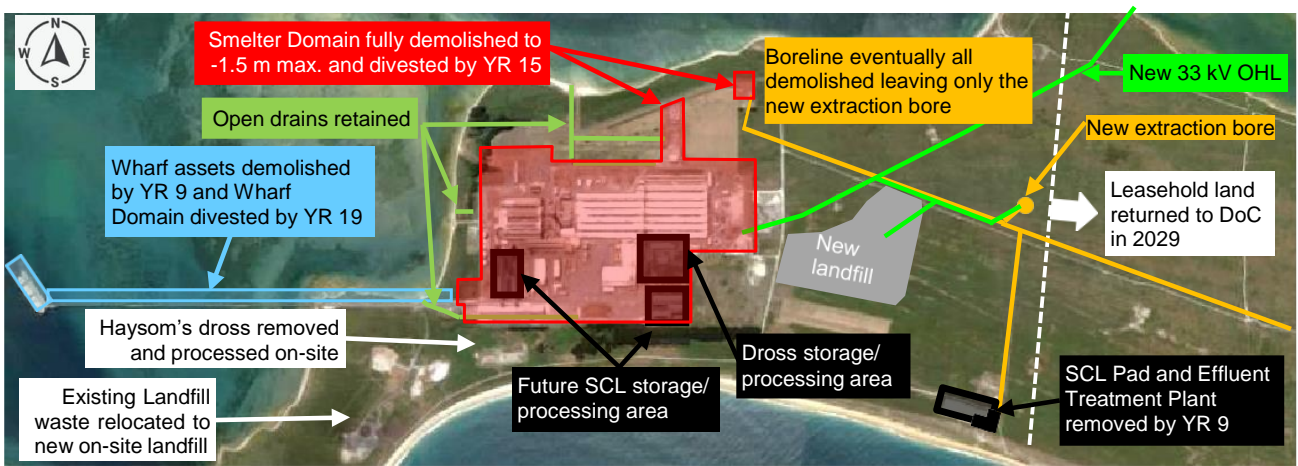 N
W E
S
Smelter Domain fully demolished to
-1.5 m max. and divested by YR 15
Boreline eventually all
demolished leaving only the
new extraction bore
New 33 kV OHL
Open drains retained
New extraction bore
Wharf assets demolished
by YR 9 and Wharf
Domain divested by YR 19
Leasehold land
returned to DoC
in 2029
New
landfill
Haysom's dross removed
and processed on-site
Existing Landfill
waste relocated to
new on-site landfill
Future SCL storage/
processing area
Dross storage/
processing area
SCL Pad and Effluent
Treatment Plant
removed by YR 9